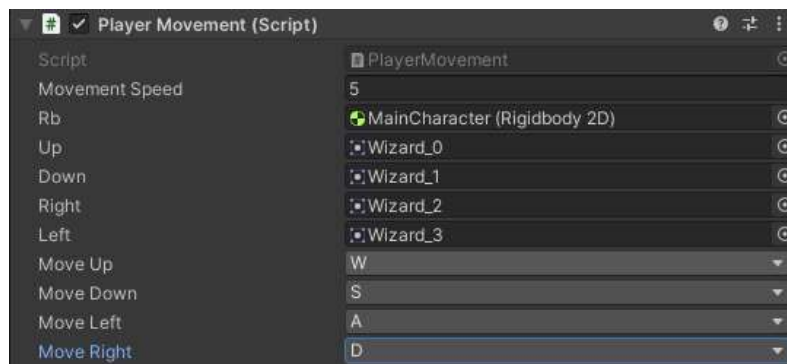 # Player Movement (Script)
Script PlayerMovement
Movement Speed 5
Rb MainCharacter (Rigidbody 2D)
Up Wizard_0
Down Wizard_1
Right Wizard_2
Left Wizard_3
Move Up W
Move Down S
Move Left A
Move Right D